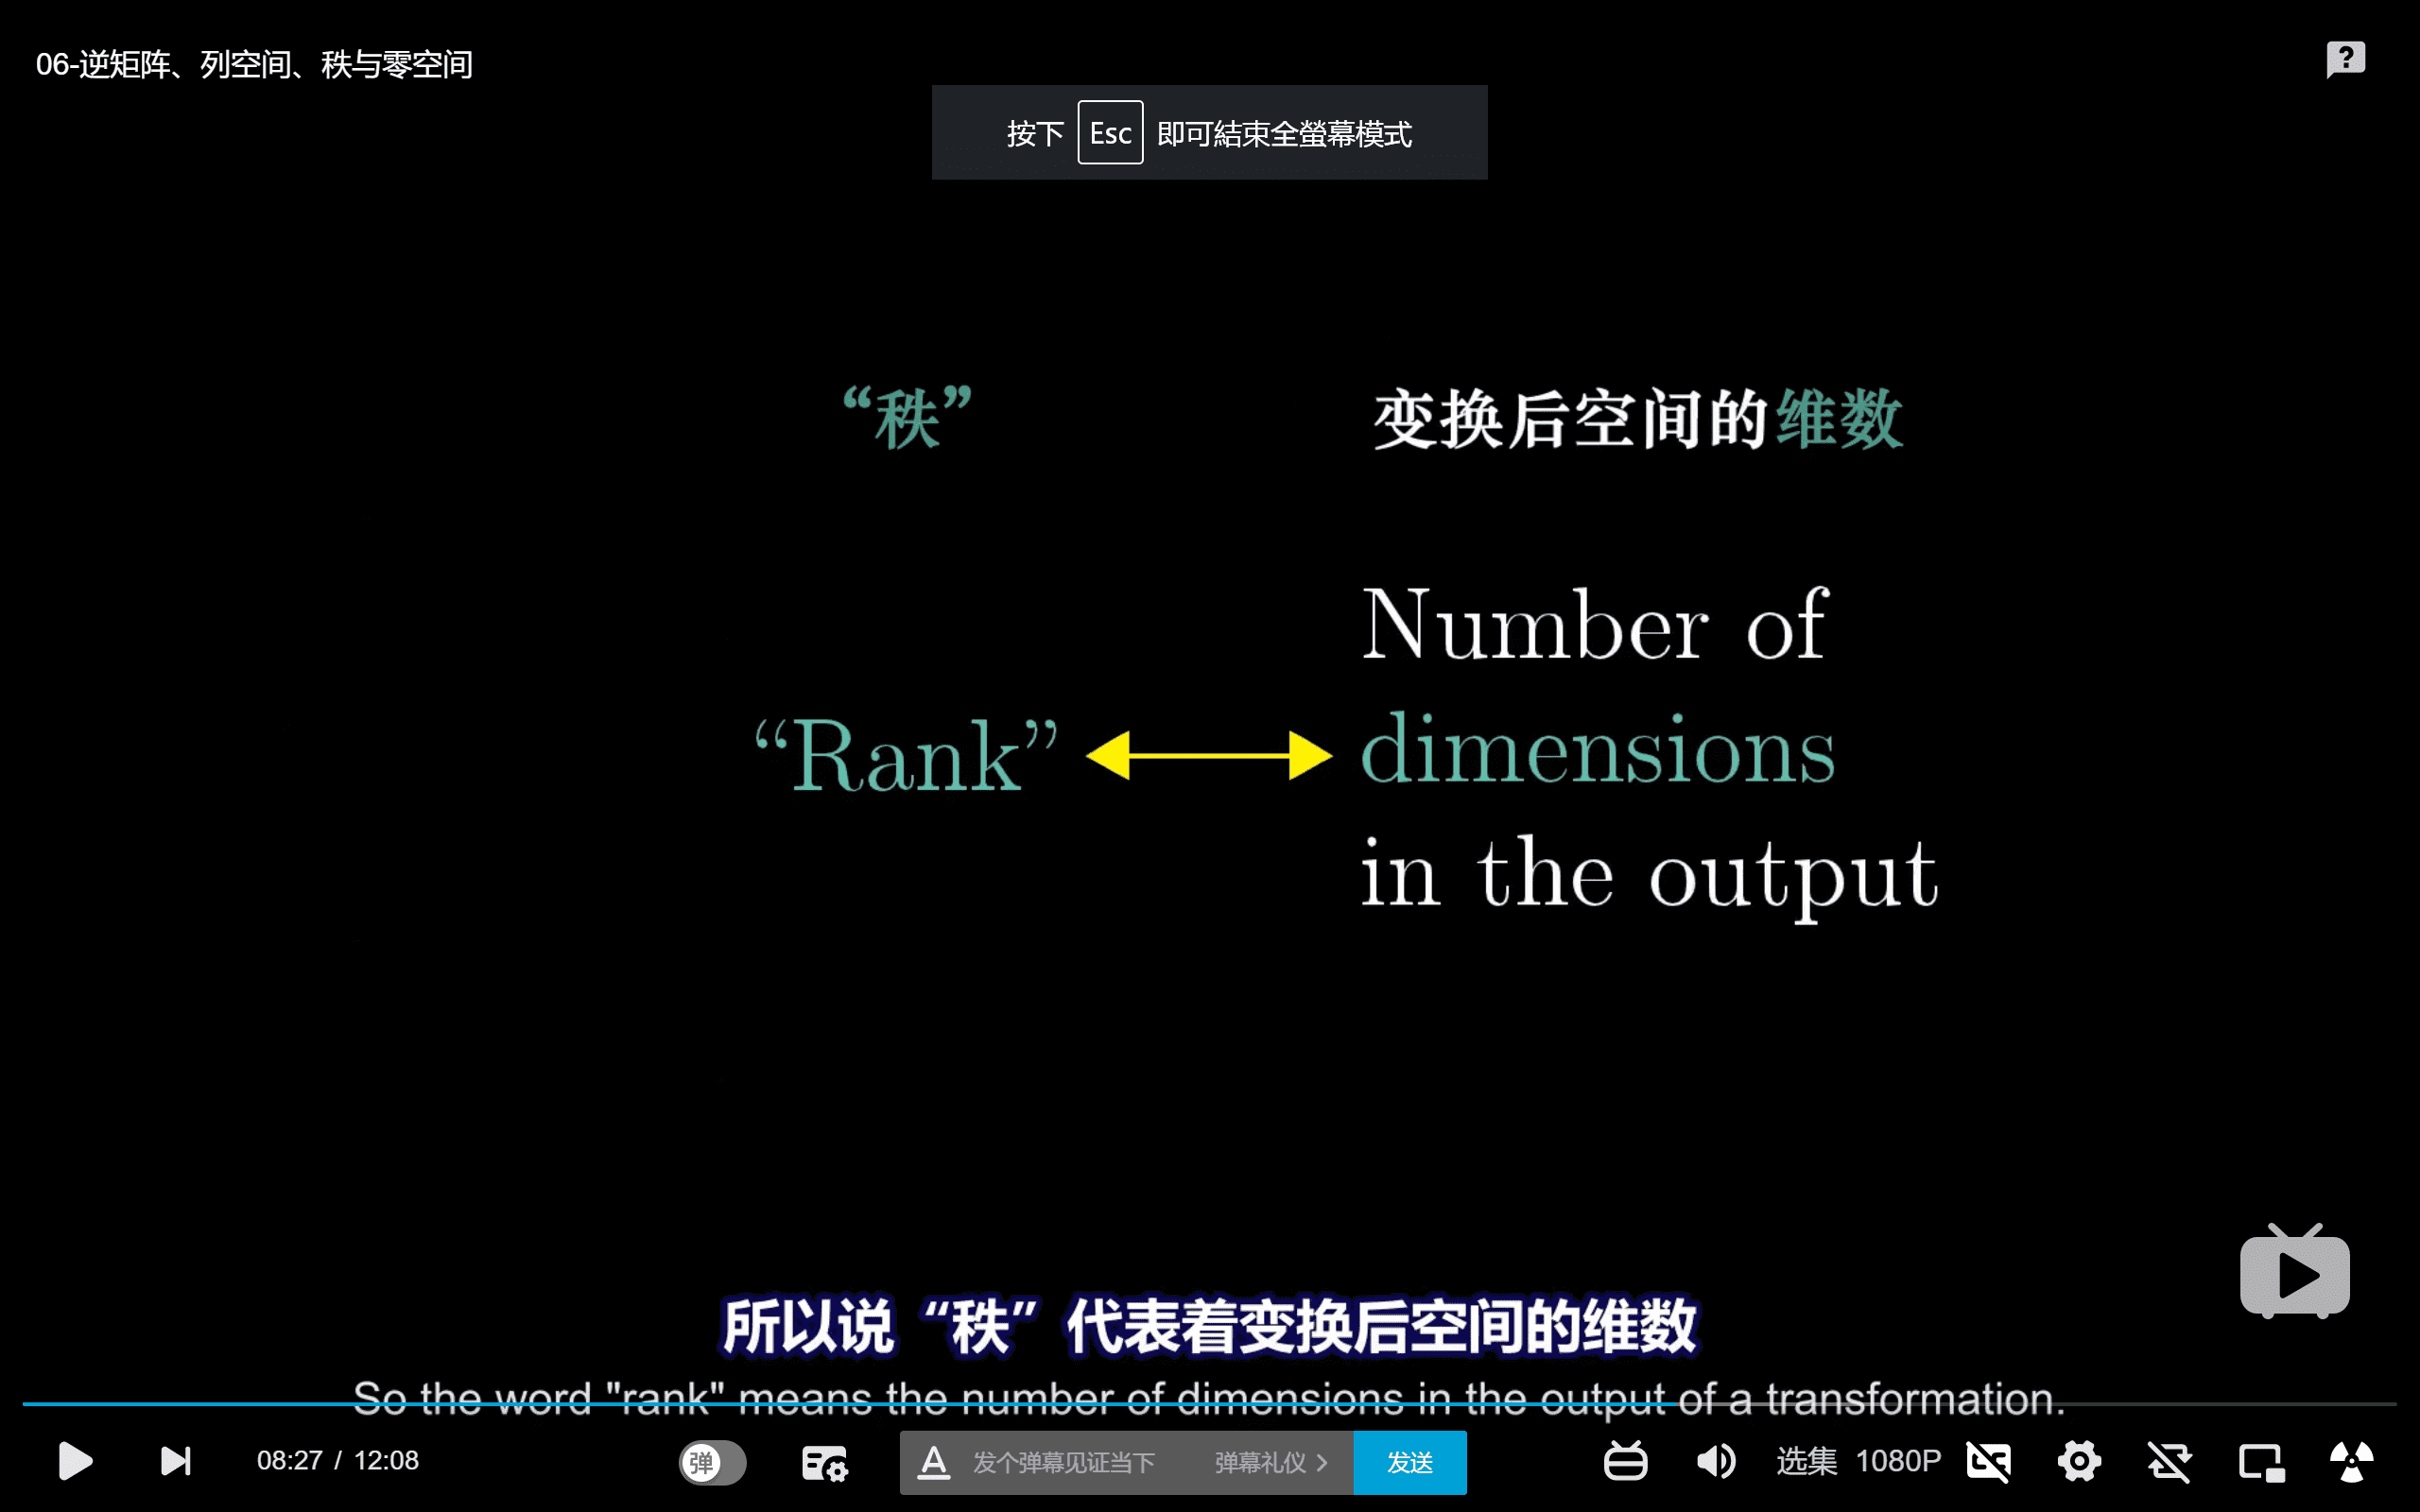 06-逆矩阵、列空间、秩与零空间
按下 Esc 即可結束全螢幕模式
“秩”
变换后空间的维数
Number of
“Rank”
dimensions
in the output
所以说“秩”代表着变换后空间的维数
So the word "rank" means the number of dimensions in the output of a transformation.
08:27 / 12:08
弹
发个弹幕见证当下
弹幕礼仪 >
发送
选集
1080P